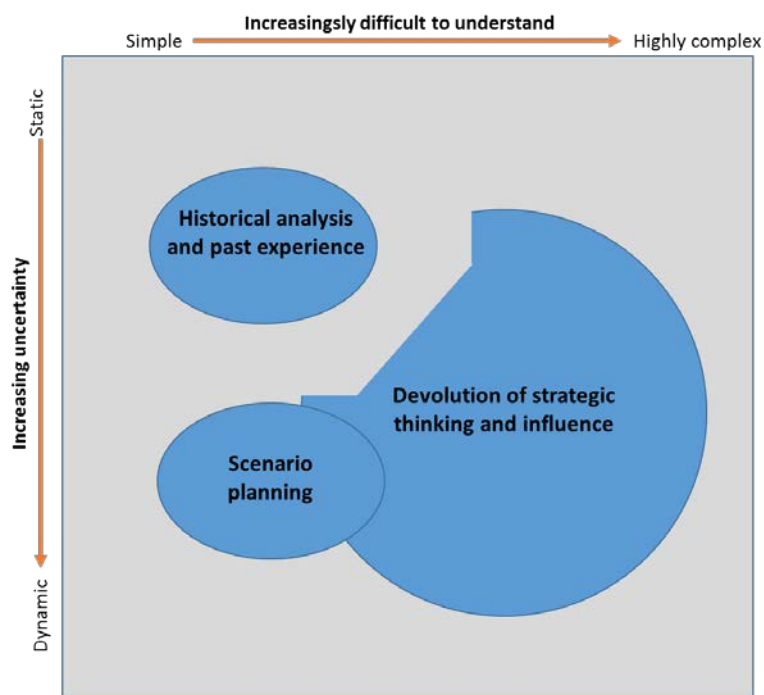 Increasingsly difficult to understand
Simple
Highly complex
Static
Increasing uncertainty
Dynamic
Historical analysis
and past experience
Devolution of strategic
thinking and influence
Scenario
planning